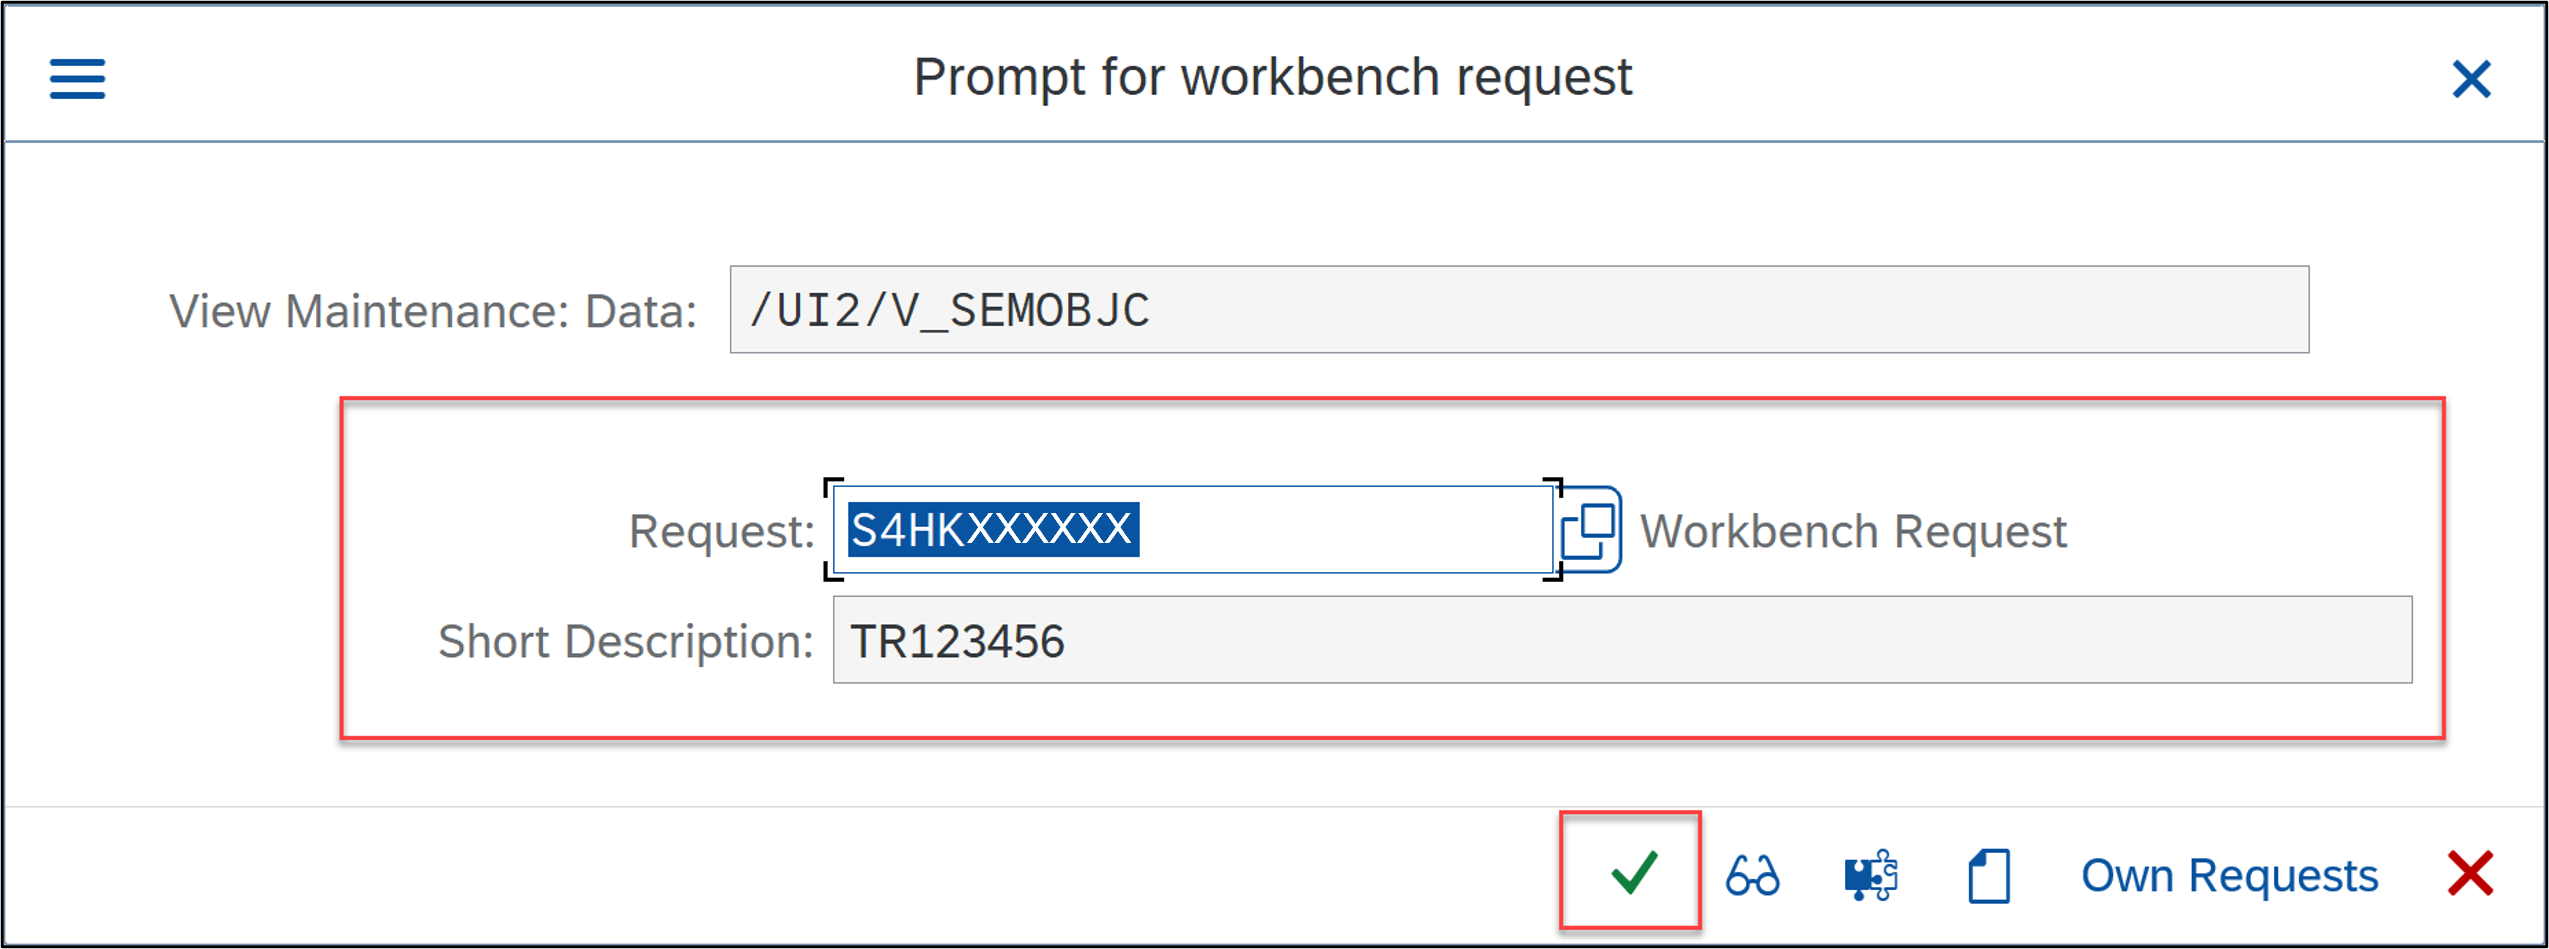 Prompt for workbench request
View Maintenance: Data: /UI2/V_SEMOBJC
Request: S4HKXXXXXX Workbench Request
Short Description: TR123456
Own Requests